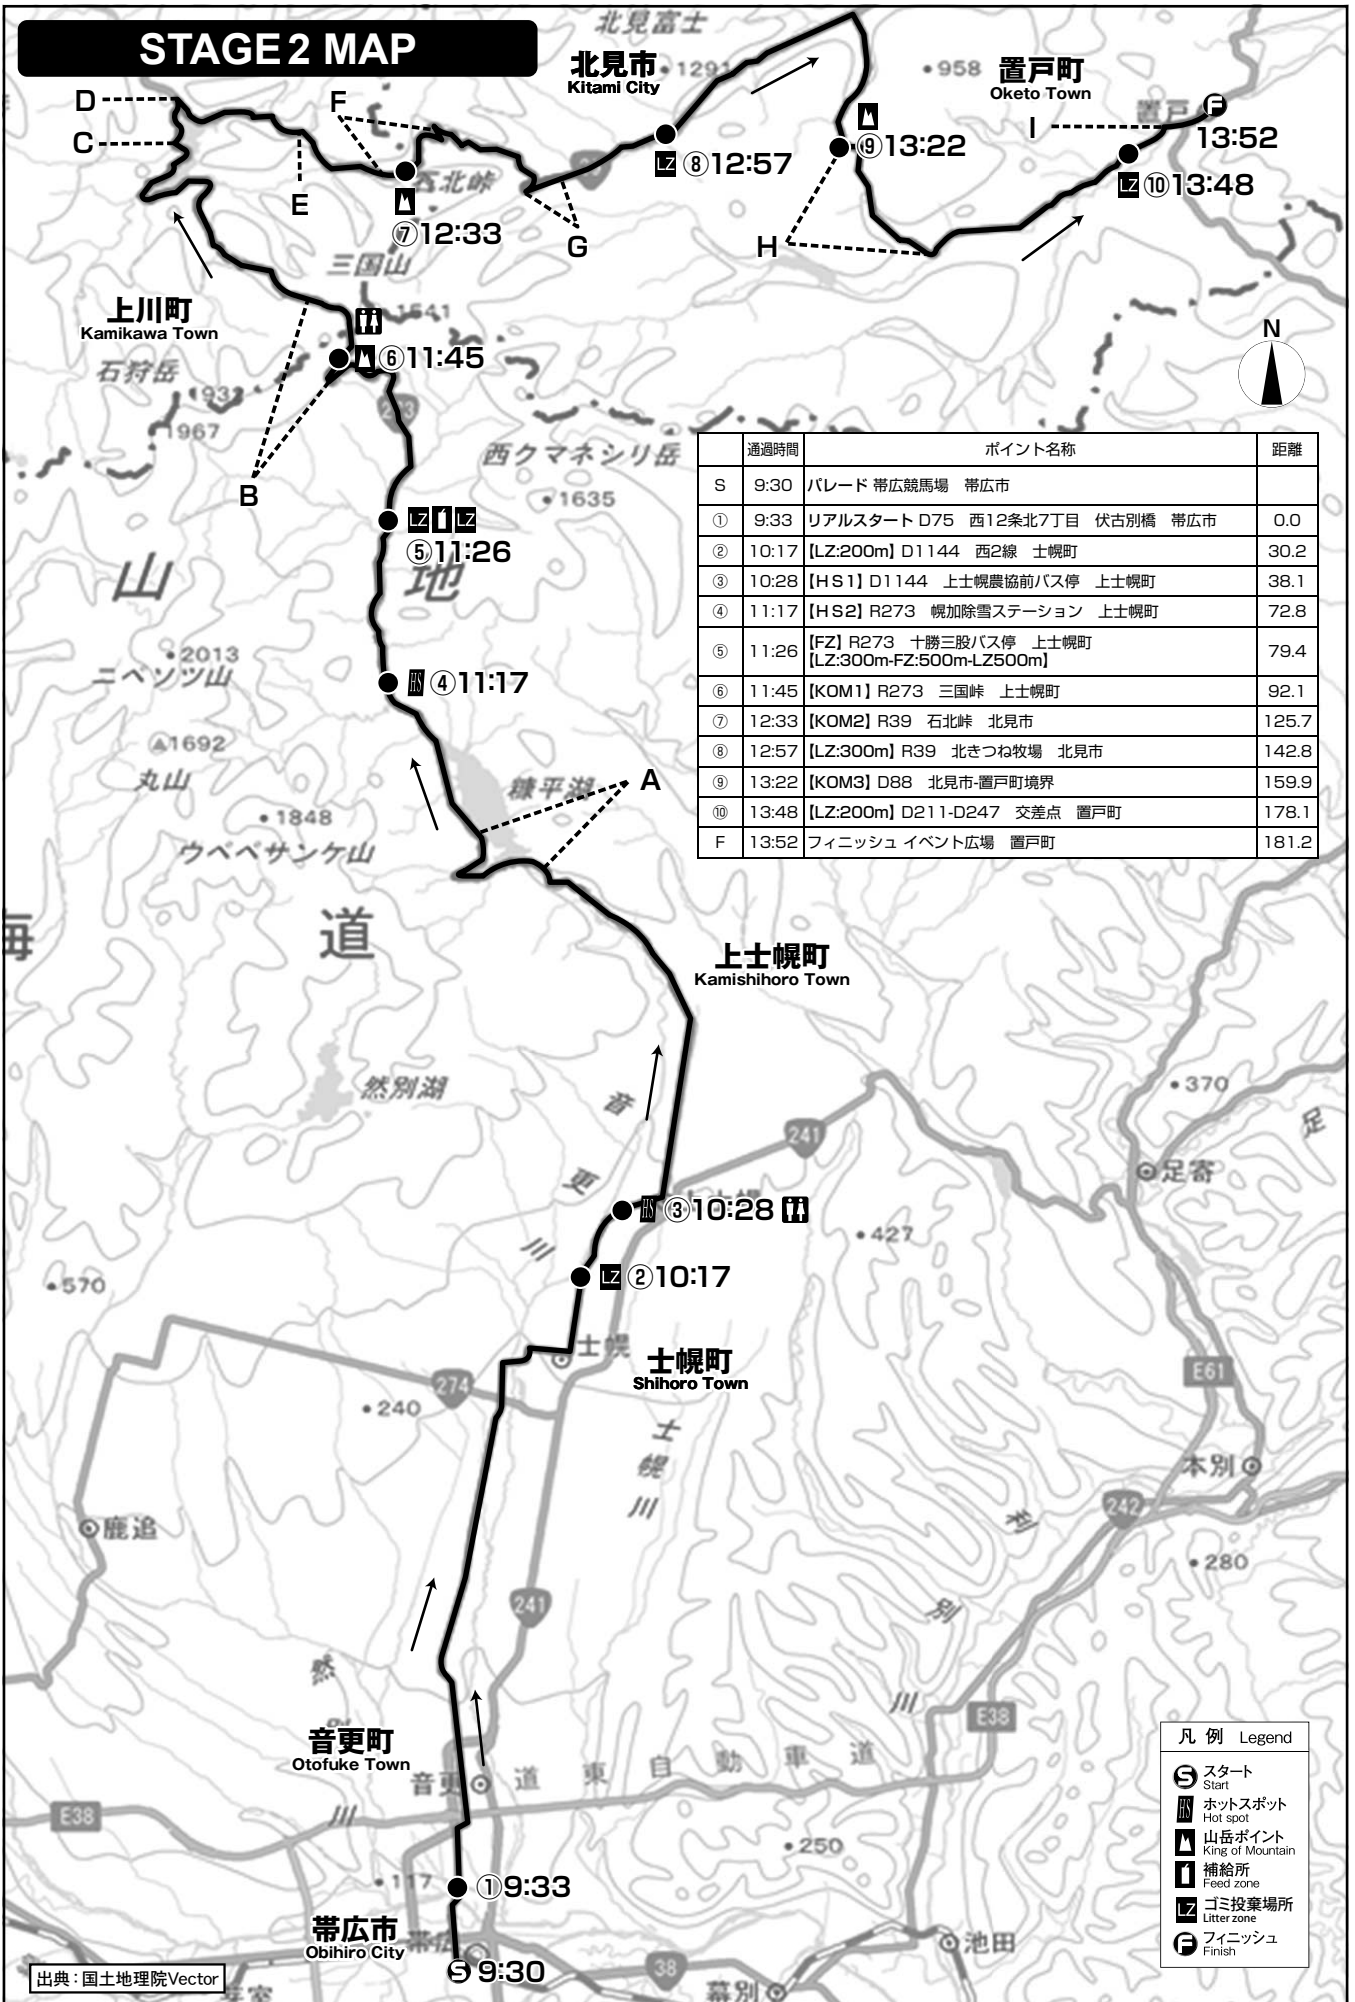 STAGE 2 MAP
北見富士
北見市
Kitami City
1291
958
置戸町
Oketo Town
置戸
F
13:52
D
C
F
E
I
⑨13:22
LZ ⑧12:57
LZ ⑩13:48
⑦12:33
G
H
三国山
上川町
Kamikawa Town
1541
⑥11:45
石狩岳
1967
273
N
B
西クマネシリ岳
1635
通過時間 ポイント名称 距離
S 9:30 パレード 帯広競馬場 帯広市
① 9:33 リアルスタート D75 西12条北7丁目 伏古別橋 帯広市 0.0
② 10:17 【LZ:200m】 D1144 西2線 士幌町 30.2
③ 10:28 【HS1】 D1144 上士幌農協前バス停 上士幌町 38.1
④ 11:17 【HS2】 R273 幌加除雪ステーション 上士幌町 72.8
⑤ 11:26 【FZ】 R273 十勝三股バス停 上士幌町
【LZ:300m-FZ:500m-LZ500m】 79.4
⑥ 11:45 【KOM1】 R273 三国峠 上士幌町 92.1
⑦ 12:33 【KOM2】 R39 石北峠 北見市 125.7
⑧ 12:57 【LZ:300m】 R39 北きつね牧場 北見市 142.8
⑨ 13:22 【KOM3】 D88 北見市-置戸町境界 159.9
⑩ 13:48 【LZ:200m】 D211-D247 交差点 置戸町 178.1
F 13:52 フィニッシュ イベント広場 置戸町 181.2
LZ LZ
⑤11:26
山 地
2013
ニペソツ山
HS ④11:17
1692
丸山
糠平湖
A
1848
ウペペサンケ山
海 道
上士幌町
Kamishihoro Town
然別湖
音
更
川
370
足
241
足寄
HS ③10:28
427
LZ ②10:17
570
士幌
士幌町
Shihoro Town
274
240
E61
士
幌
川
本別
242
利
鹿追
280
241
別
然
川
E38
音更町
Otofuke Town
音更
道 東 自 動 車 道
E38
川
250
117
①9:33
帯広市
Obihiro City
帯広
S 9:30
池田
38
幕別
出典：国土地理院Vector
凡 例 Legend
S スタート
Start
HS ホットスポット
Hot spot
山岳ポイント
King of Mountain
補給所
Feed zone
LZ ゴミ投棄場所
Litter zone
F フィニッシュ
Finish